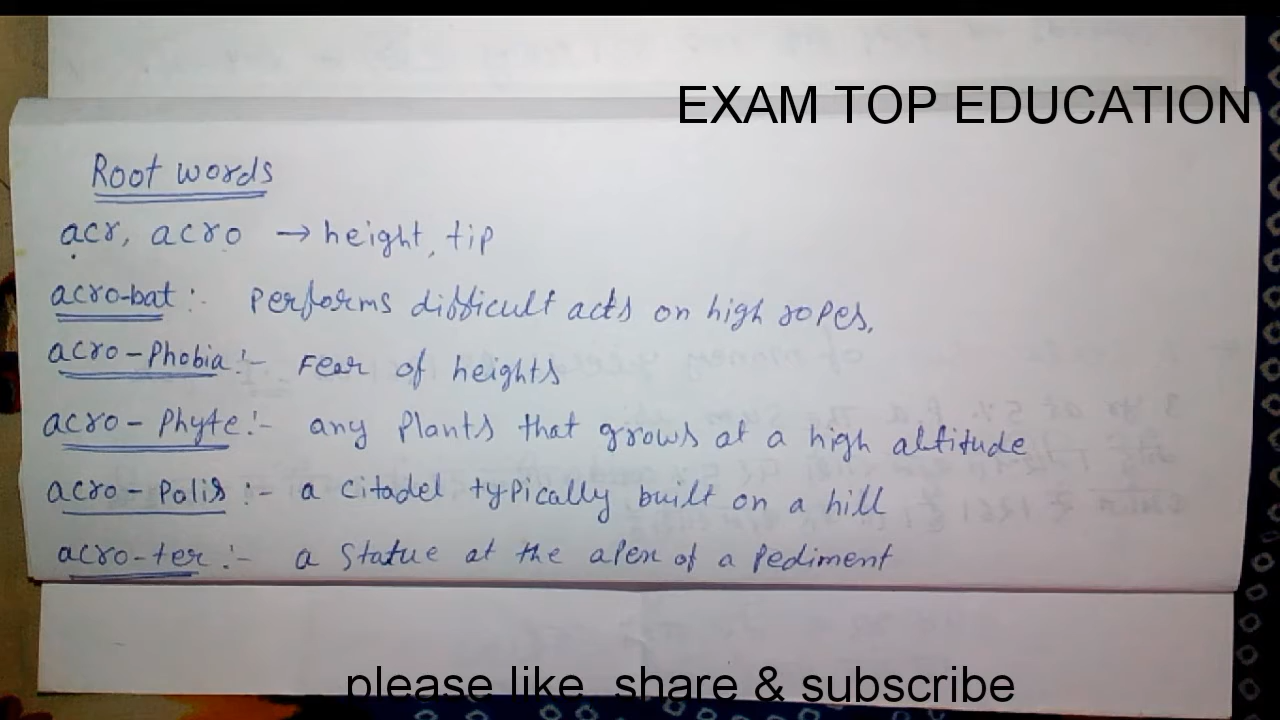 EXAM TOP EDUCATION
Root words
acr, acro → height, tip
acro-bat :- Performs difficult acts on high ropes.
acro-Phobia :- Fear of heights
acro-Phyte :- any Plants that grows at a high altitude
acro-Polis :- a citadel typically built on a hill
acro-ter :- a Statue at the apex of a Pediment
please like share & subscribe